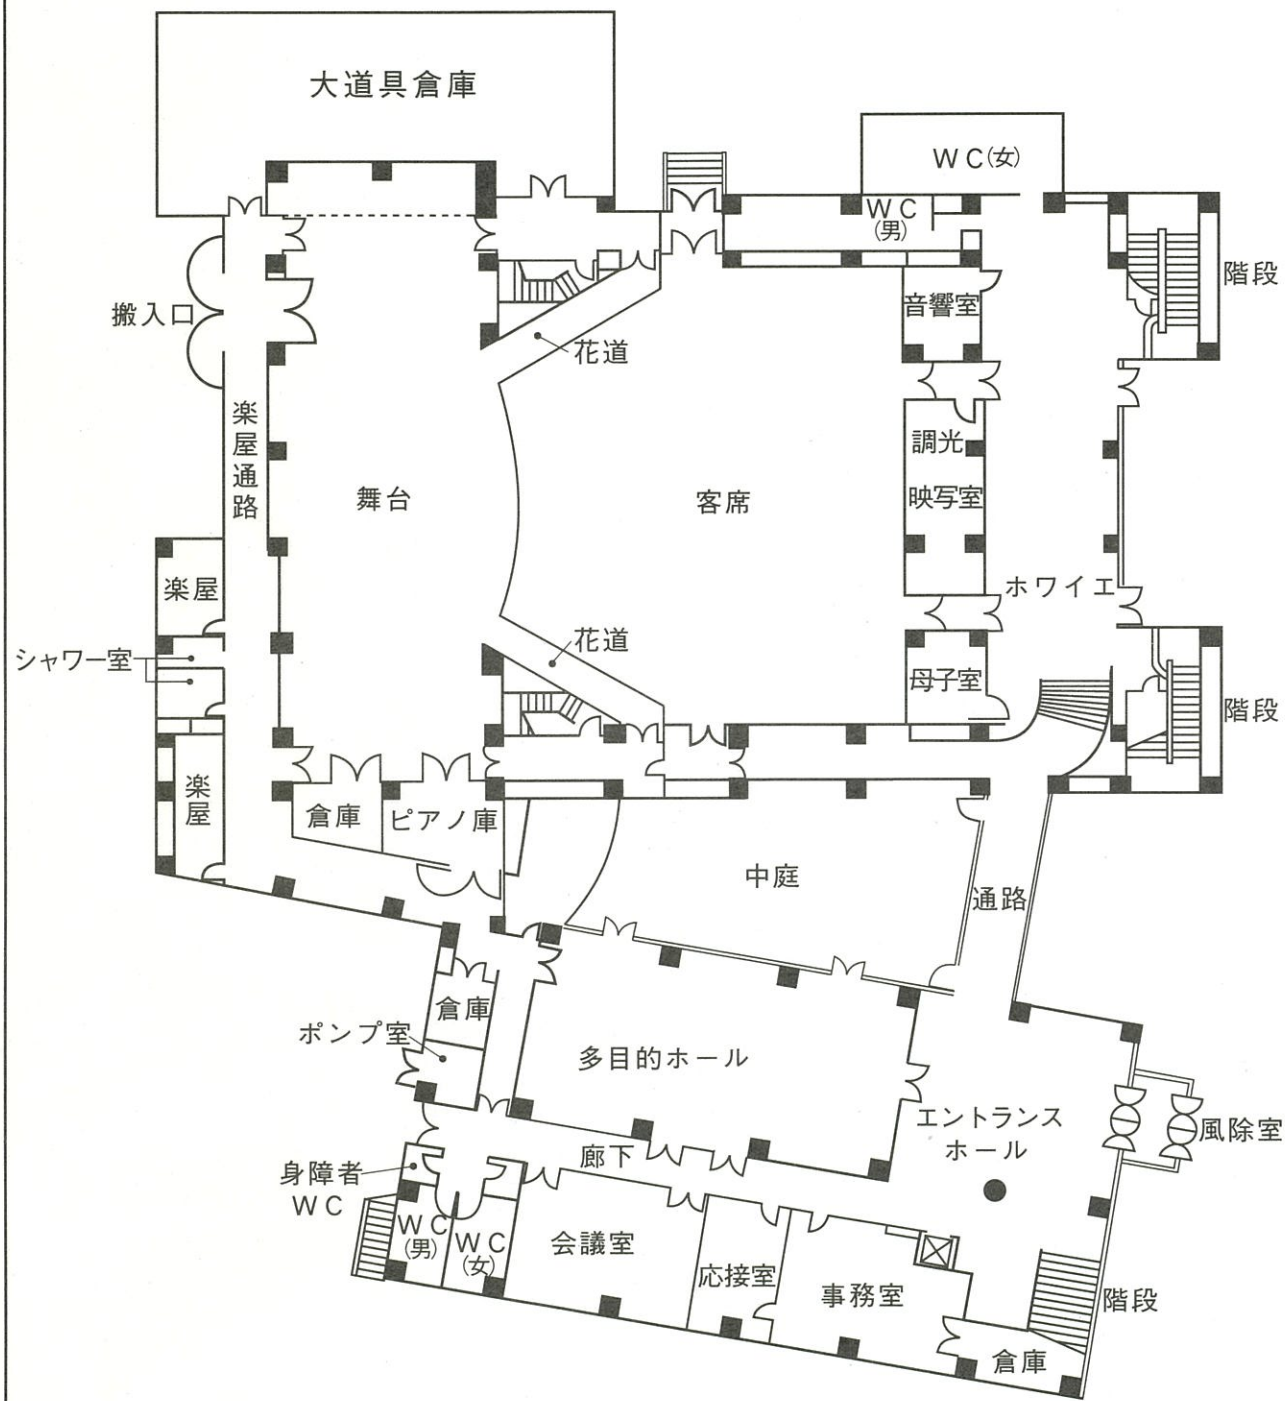 大道具倉庫
WC(女)
WC
(男)
階段
搬入口
音響室
花道
楽屋通路
調光
映写室
舞台
客席
楽屋
ホワイエ
シャワー室
花道
母子室
階段
楽屋
倉庫
ピアノ庫
中庭
通路
倉庫
ポンプ室
多目的ホール
エントランス
ホール
風除室
廊下
身障者
WC
WC
(男)
WC
(女)
会議室
応接室
事務室
階段
倉庫